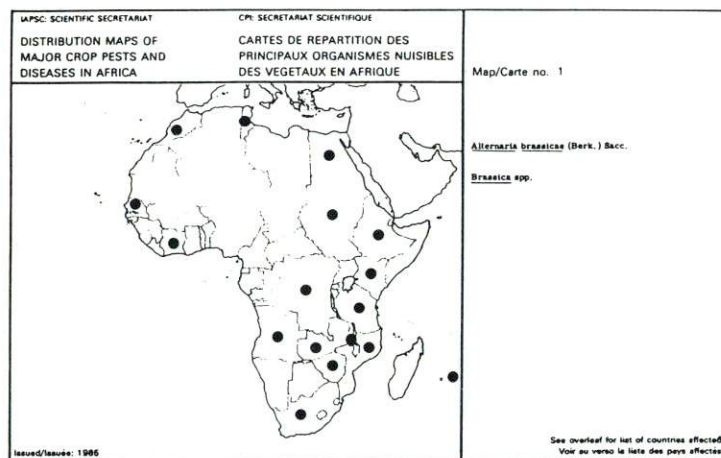 IAPSC: SCIENTIFIC SECRETARIAT
DISTRIBUTION MAPS OF
MAJOR CROP PESTS AND
DISEASES IN AFRICA
CPI: SECRETARIAT SCIENTIFIQUE
CARTES DE REPARTITION DES
PRINCIPAUX ORGANISMES NUISIBLES
DES VEGETAUX EN AFRIQUE
Map/Carte no. 1
Alternaria brassicae (Berk.) Sacc.
Brassica spp.
Issued/Issuée: 1986
See overleaf for list of countries affected
Voir au verso la liste des pays affectés